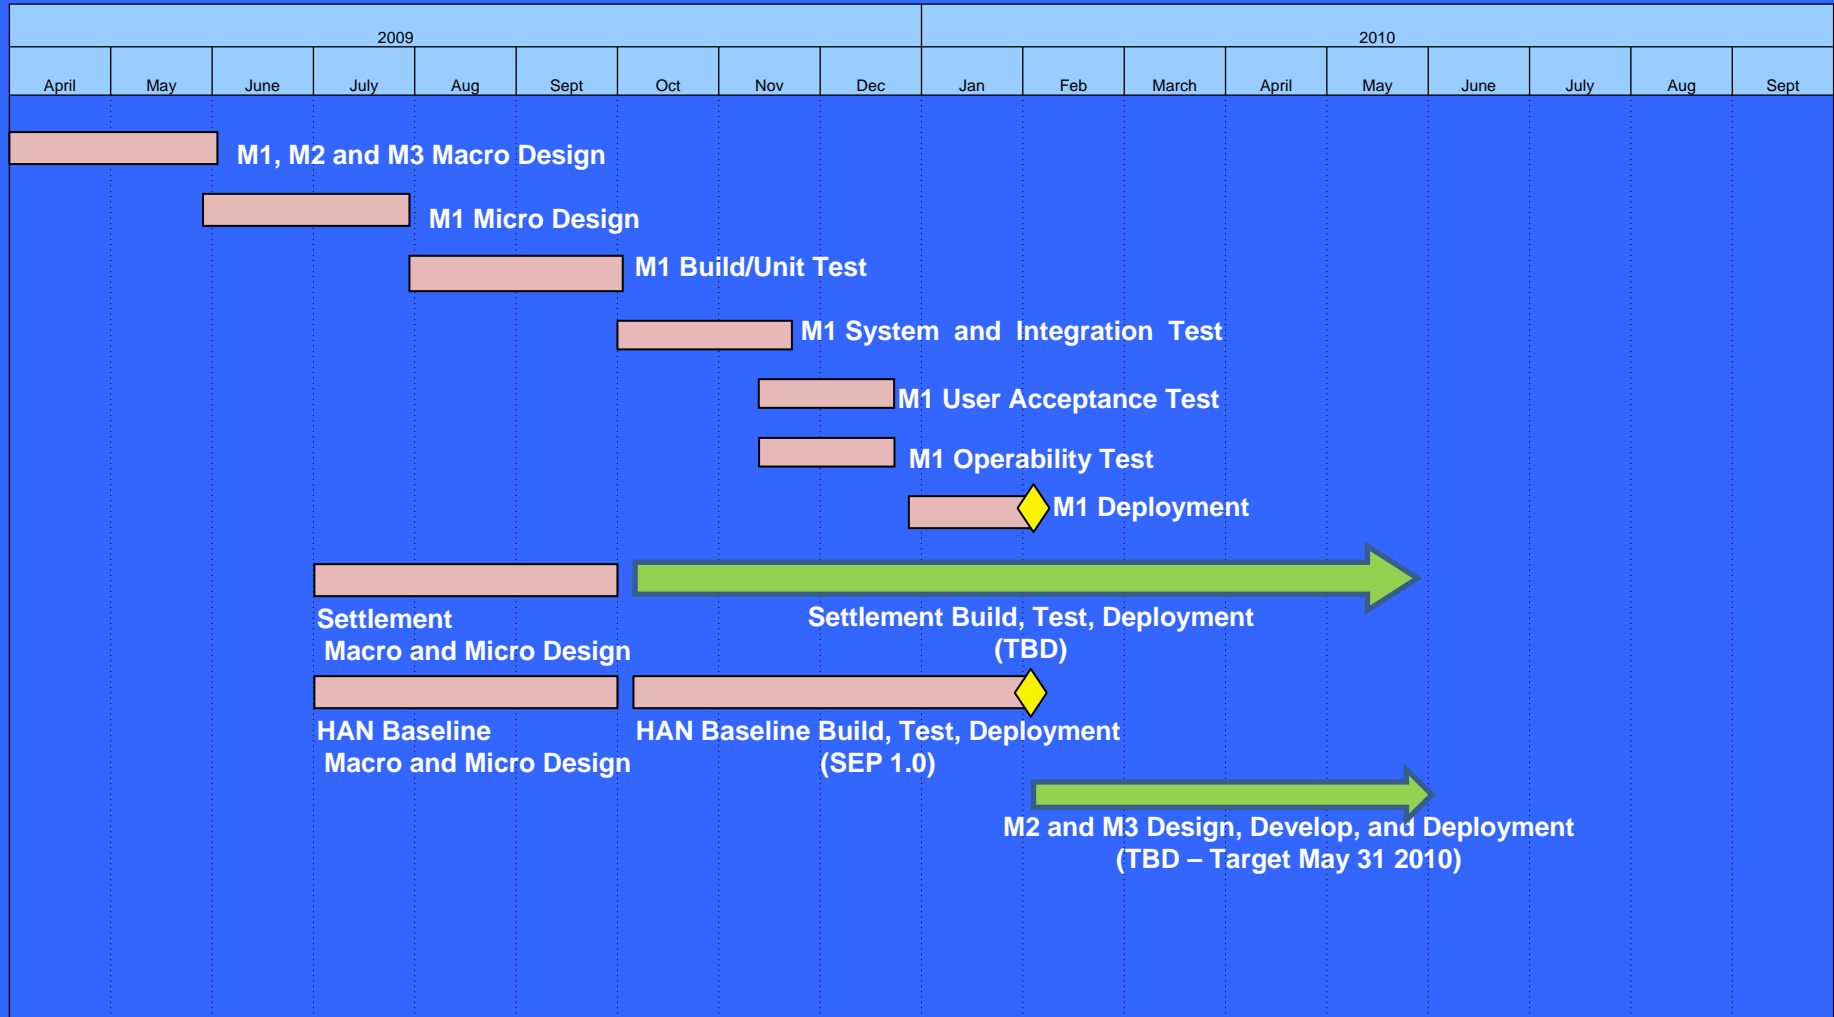 2009
2010
April May June July Aug Sept Oct Nov Dec Jan Feb March April May June July Aug Sept
M1, M2 and M3 Macro Design
M1 Micro Design
M1 Build/Unit Test
M1 System and Integration Test
M1 User Acceptance Test
M1 Operability Test
M1 Deployment
Settlement
Macro and Micro Design
Settlement Build, Test, Deployment
(TBD)
HAN Baseline
Macro and Micro Design
HAN Baseline Build, Test, Deployment
(SEP 1.0)
M2 and M3 Design, Develop, and Deployment
(TBD – Target May 31 2010)